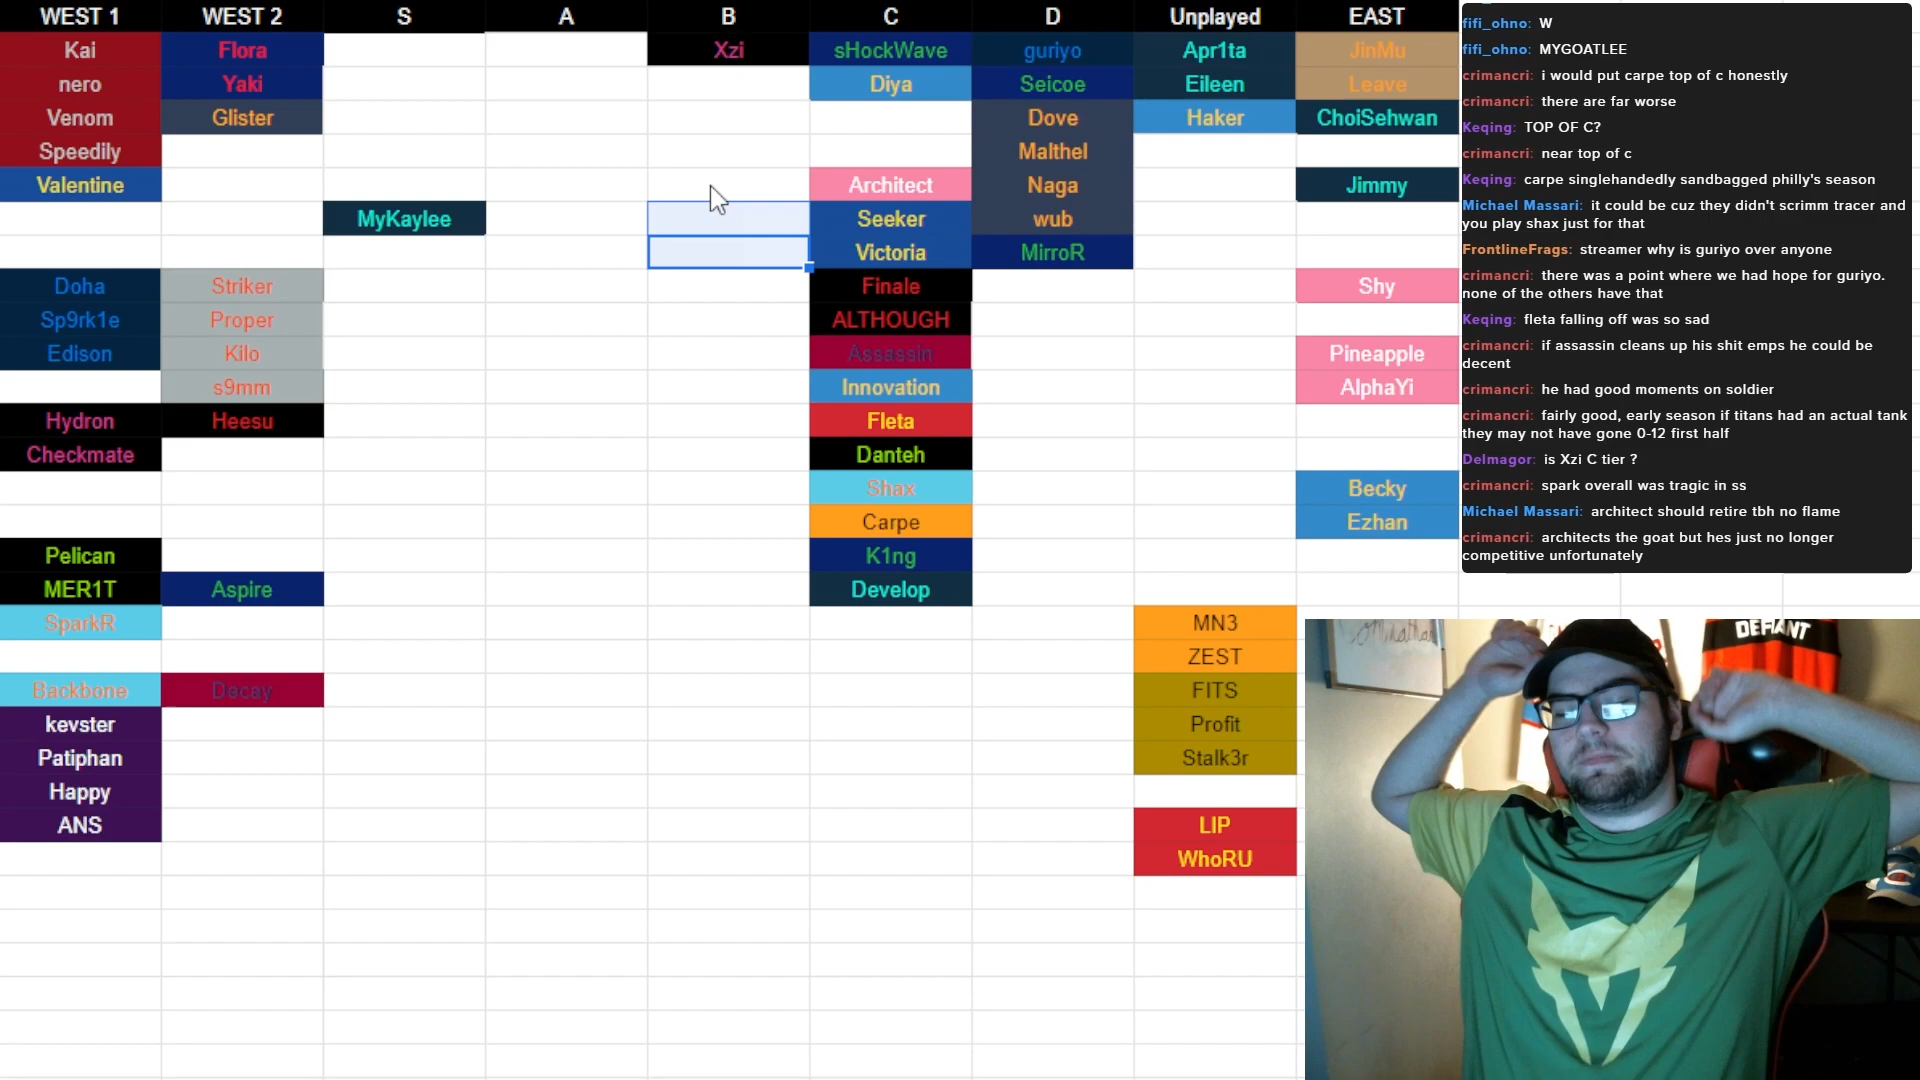 WEST 1 WEST 2 S A B C D Unplayed EAST
Kai Flora Xzi sHockWave guriyo Apr1ta JinMu
nero Yaki Diya Seicoe Eileen Leave
Venom Glister Dove Haker ChoiSehwan
Speedily Malthel
Valentine Architect Naga Jimmy
MyKaylee Seeker wub
Victoria MirroR
Doha Striker Finale Shy
Sp9rk1e Proper ALTHOUGH
Edison Kilo Assassin Pineapple
s9mm Innovation AlphaYi
Hydron Heesu Fleta
Checkmate Danteh
Shax Becky
Carpe Ezhan
Pelican K1ng
MER1T Aspire Develop
SparkR MN3
ZEST
Backbone Decay FITS
kevster Profit
Patiphan Stalk3r
Happy
ANS LIP
WhoRU
fifi_ohno: W
fifi_ohno: MYGOATLEE
crimancri: i would put carpe top of c honestly
crimancri: there are far worse
Keqing: TOP OF C?
crimancri: near top of c
Keqing: carpe singlehandedly sandbagged philly's season
Michael Massari: it could be cuz they didn't scrimm tracer and
you play shax just for that
FrontlineFrags: streamer why is guriyo over anyone
crimancri: there was a point where we had hope for guriyo.
none of the others have that
Keqing: fleta falling off was so sad
crimancri: if assassin cleans up his shit emps he could be
decent
crimancri: he had good moments on soldier
crimancri: fairly good, early season if titans had an actual tank
they may not have gone 0-12 first half
Delmagor: is Xzi C tier ?
crimancri: spark overall was tragic in ss
Michael Massari: architect should retire tbh no flame
crimancri: architects the goat but hes just no longer
competitive unfortunately
DEFIANT